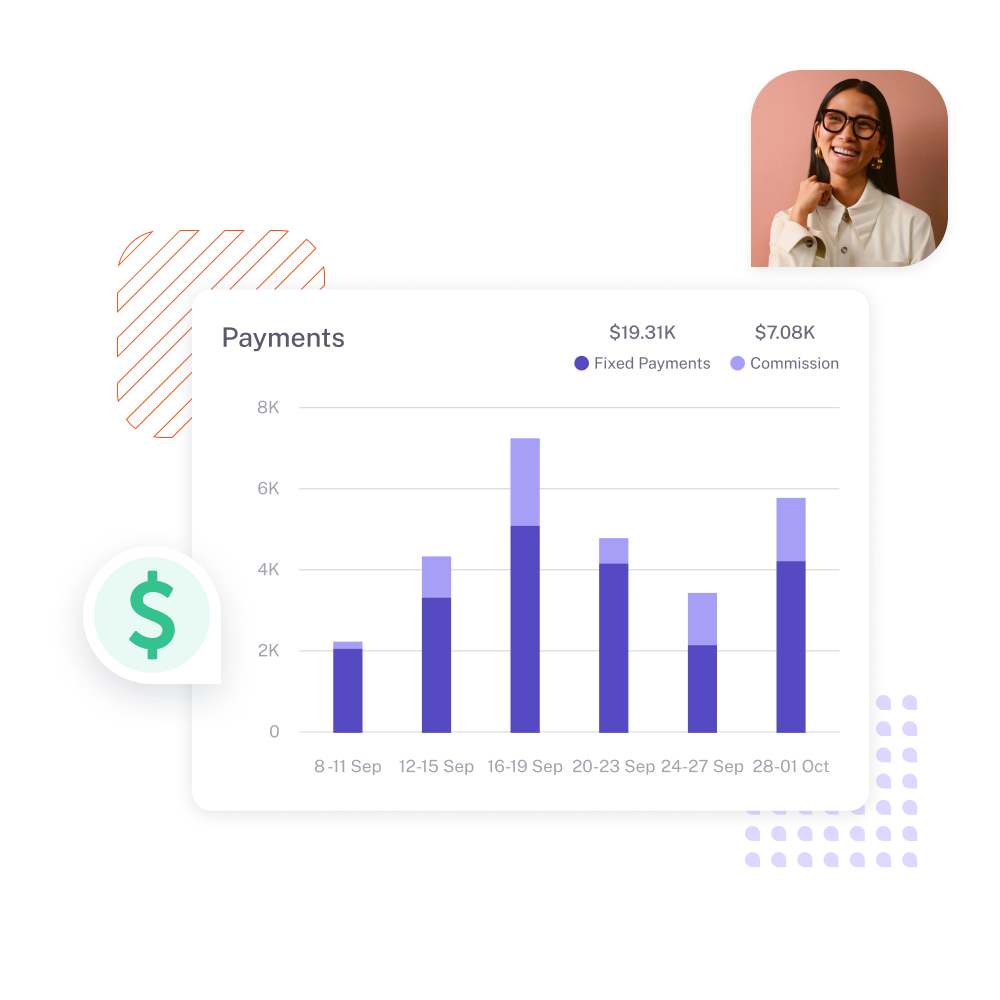 Payments
$19.31K $7.08K
Fixed Payments Commission
8K
6K
4K
2K
0
8 -11 Sep 12-15 Sep 16-19 Sep 20-23 Sep 24-27 Sep 28-01 Oct
$